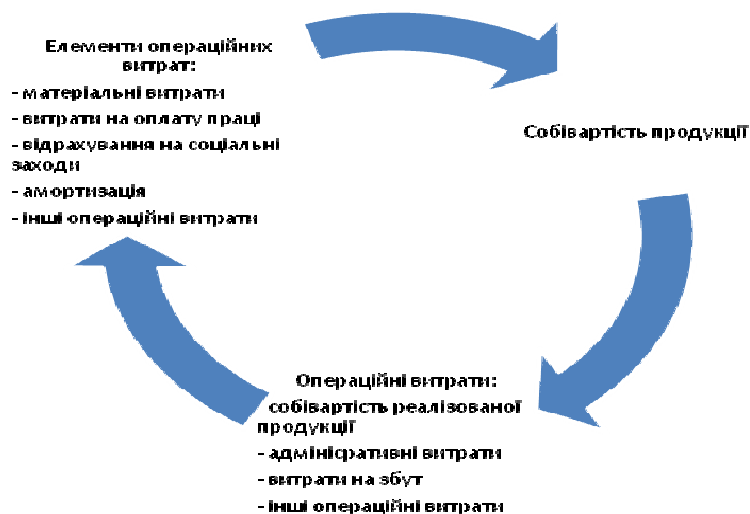 Елементи операційних
витрат:
- матеріальні витрати
- витрати на оплату праці
- відрахування на соціальні
заходи
- амортизація
- інші операційні витрати
Собівартість продукції
Операційні витрати:
собівартість реалізованої
продукції
- адмінісративні витрати
- витрати на збут
- інші операційні витрати